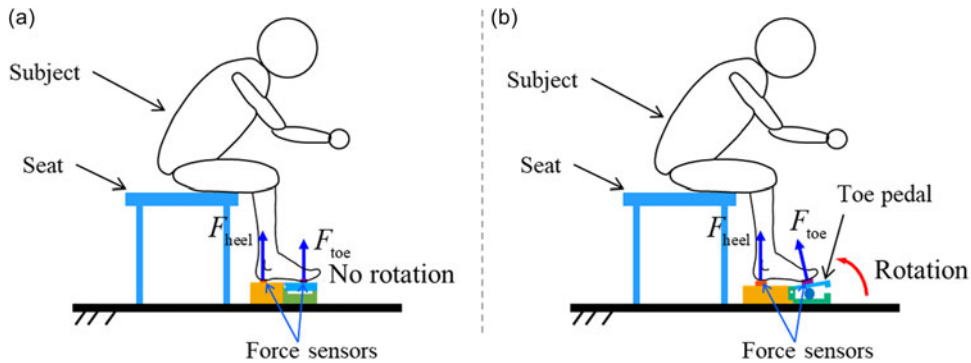 (a)
Subject
Seat
F_heel
F_toe
No rotation
Force sensors
(b)
Subject
Seat
Toe pedal
F_heel
F_toe
Rotation
Force sensors